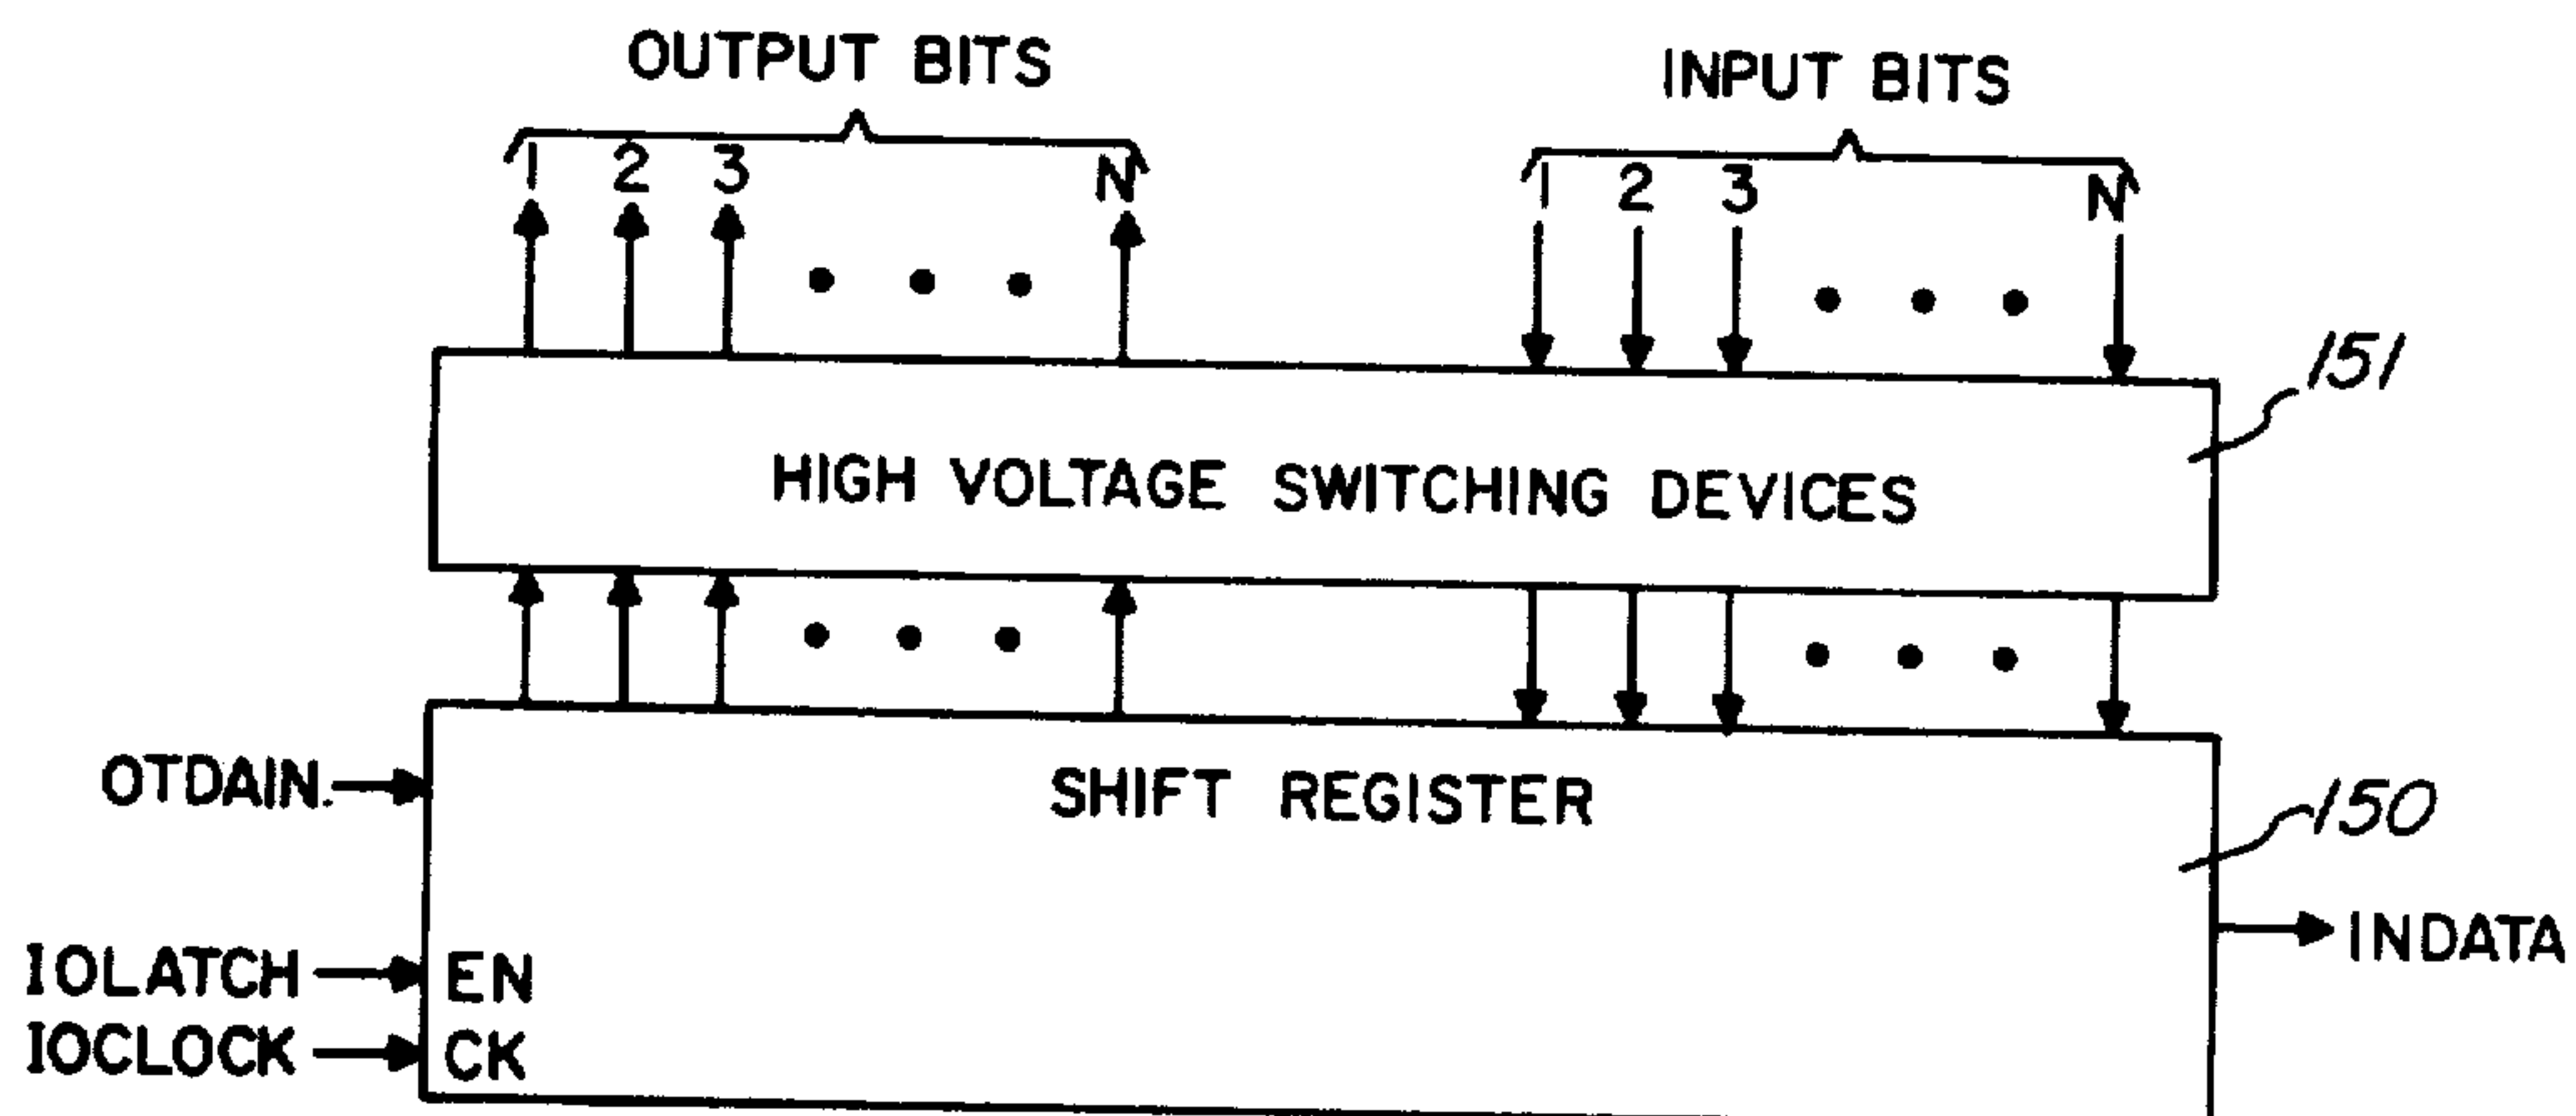 OUTPUT BITS
INPUT BITS
1 2 3 N
1 2 3 N
151
HIGH VOLTAGE SWITCHING DEVICES
OTDAIN.
SHIFT REGISTER
150
INDATA
IOLATCH EN
IOCLOCK CK